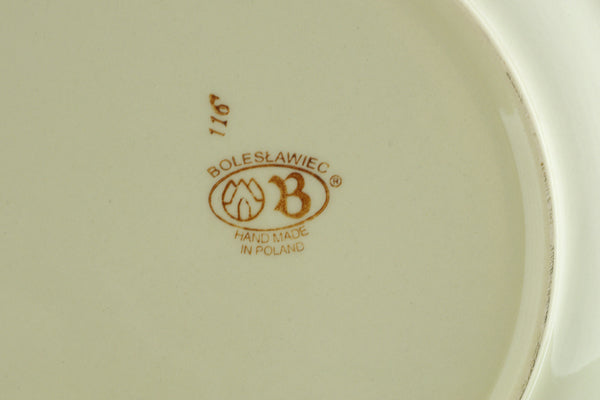 116
BOLESŁAWIEC
B®
HAND MADE
IN POLAND